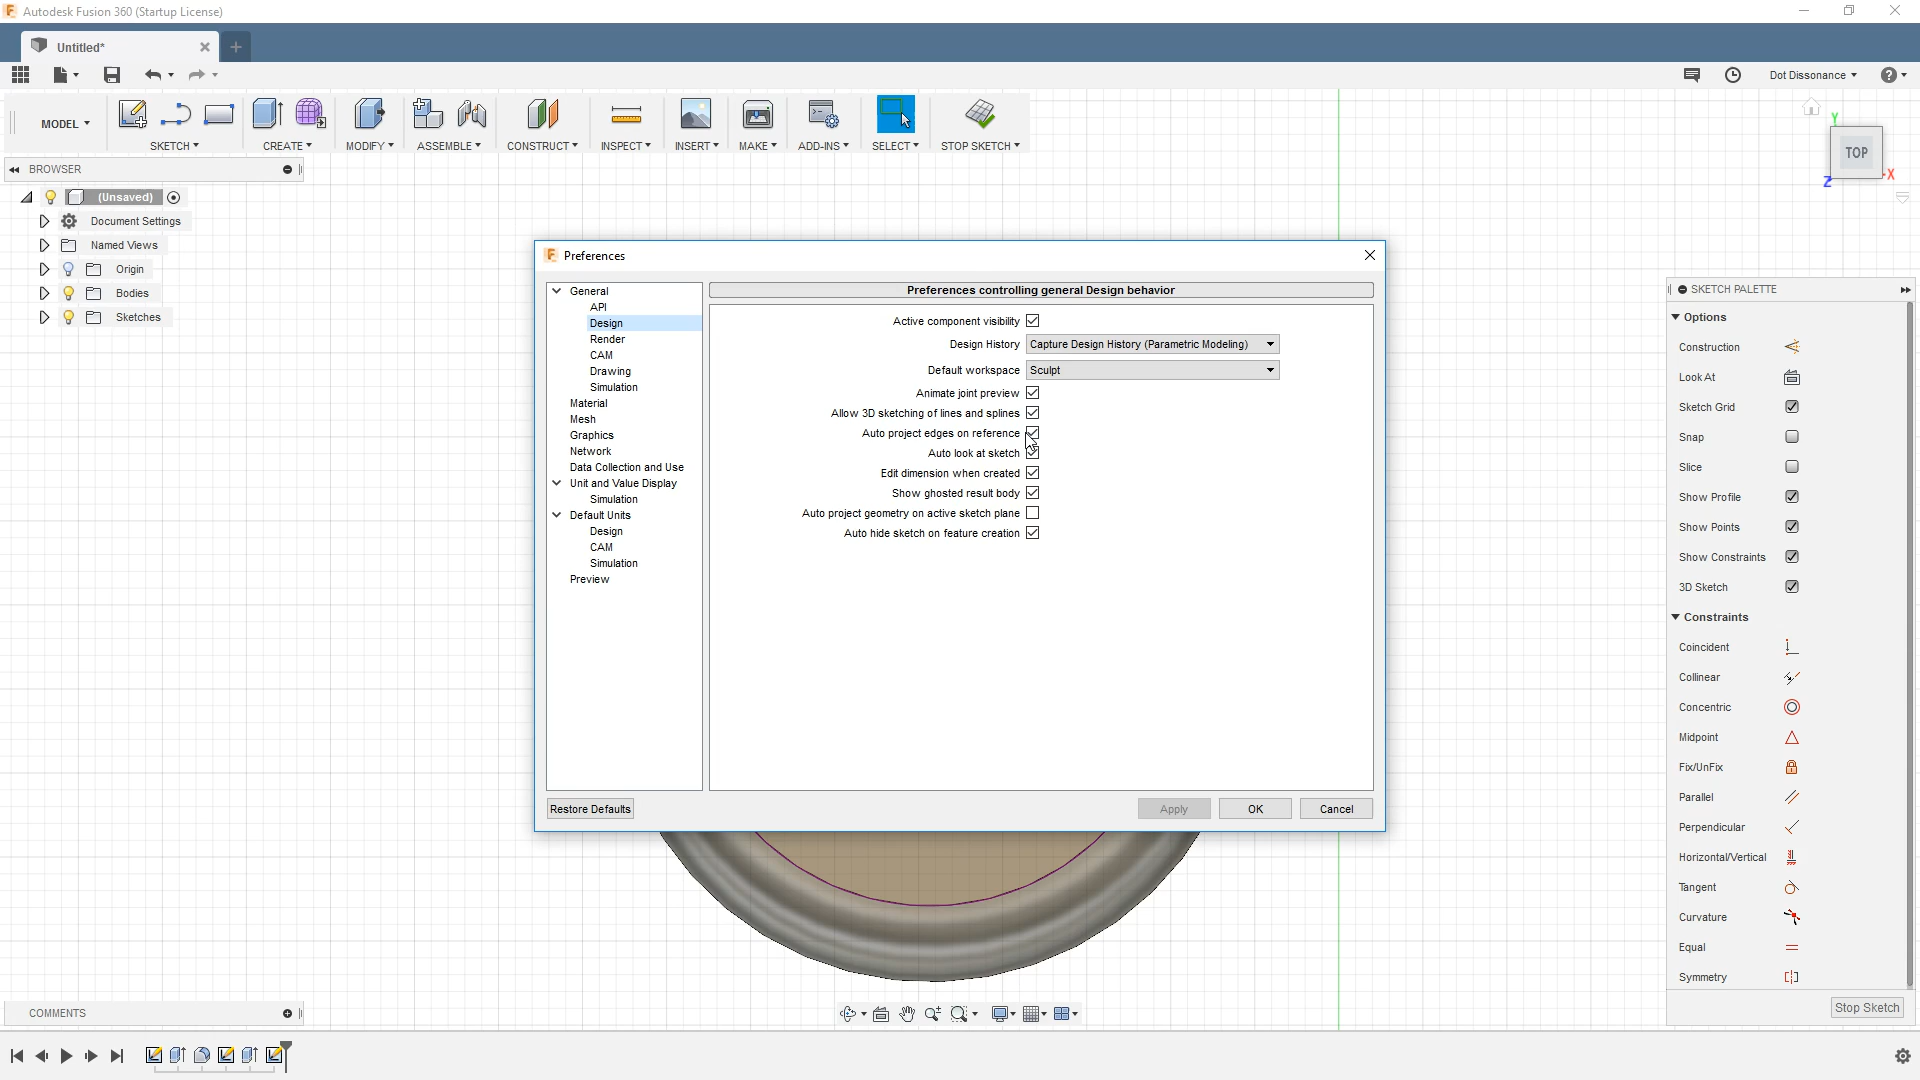 Autodesk Fusion 360 (Startup License)
Untitled*
Dot Dissonance
MODEL
SKETCH
CREATE
MODIFY
ASSEMBLE
CONSTRUCT
INSPECT
INSERT
MAKE
ADD-INS
SELECT
STOP SKETCH
BROWSER
(Unsaved)
Document Settings
Named Views
Origin
Bodies
Sketches
TOP
Y
X
Z
Preferences
General
API
Design
Render
CAM
Drawing
Simulation
Material
Mesh
Graphics
Network
Data Collection and Use
Unit and Value Display
Simulation
Default Units
Design
CAM
Simulation
Preview
Preferences controlling general Design behavior
Active component visibility
Design History Capture Design History (Parametric Modeling)
Default workspace Sculpt
Animate joint preview
Allow 3D sketching of lines and splines
Auto project edges on reference
Auto look at sketch
Edit dimension when created
Show ghosted result body
Auto project geometry on active sketch plane
Auto hide sketch on feature creation
Restore Defaults
Apply
OK
Cancel
SKETCH PALETTE
Options
Construction
Look At
Sketch Grid
Snap
Slice
Show Profile
Show Points
Show Constraints
3D Sketch
Constraints
Coincident
Collinear
Concentric
Midpoint
Fix/UnFix
Parallel
Perpendicular
Horizontal/Vertical
Tangent
Curvature
Equal
Symmetry
Stop Sketch
COMMENTS